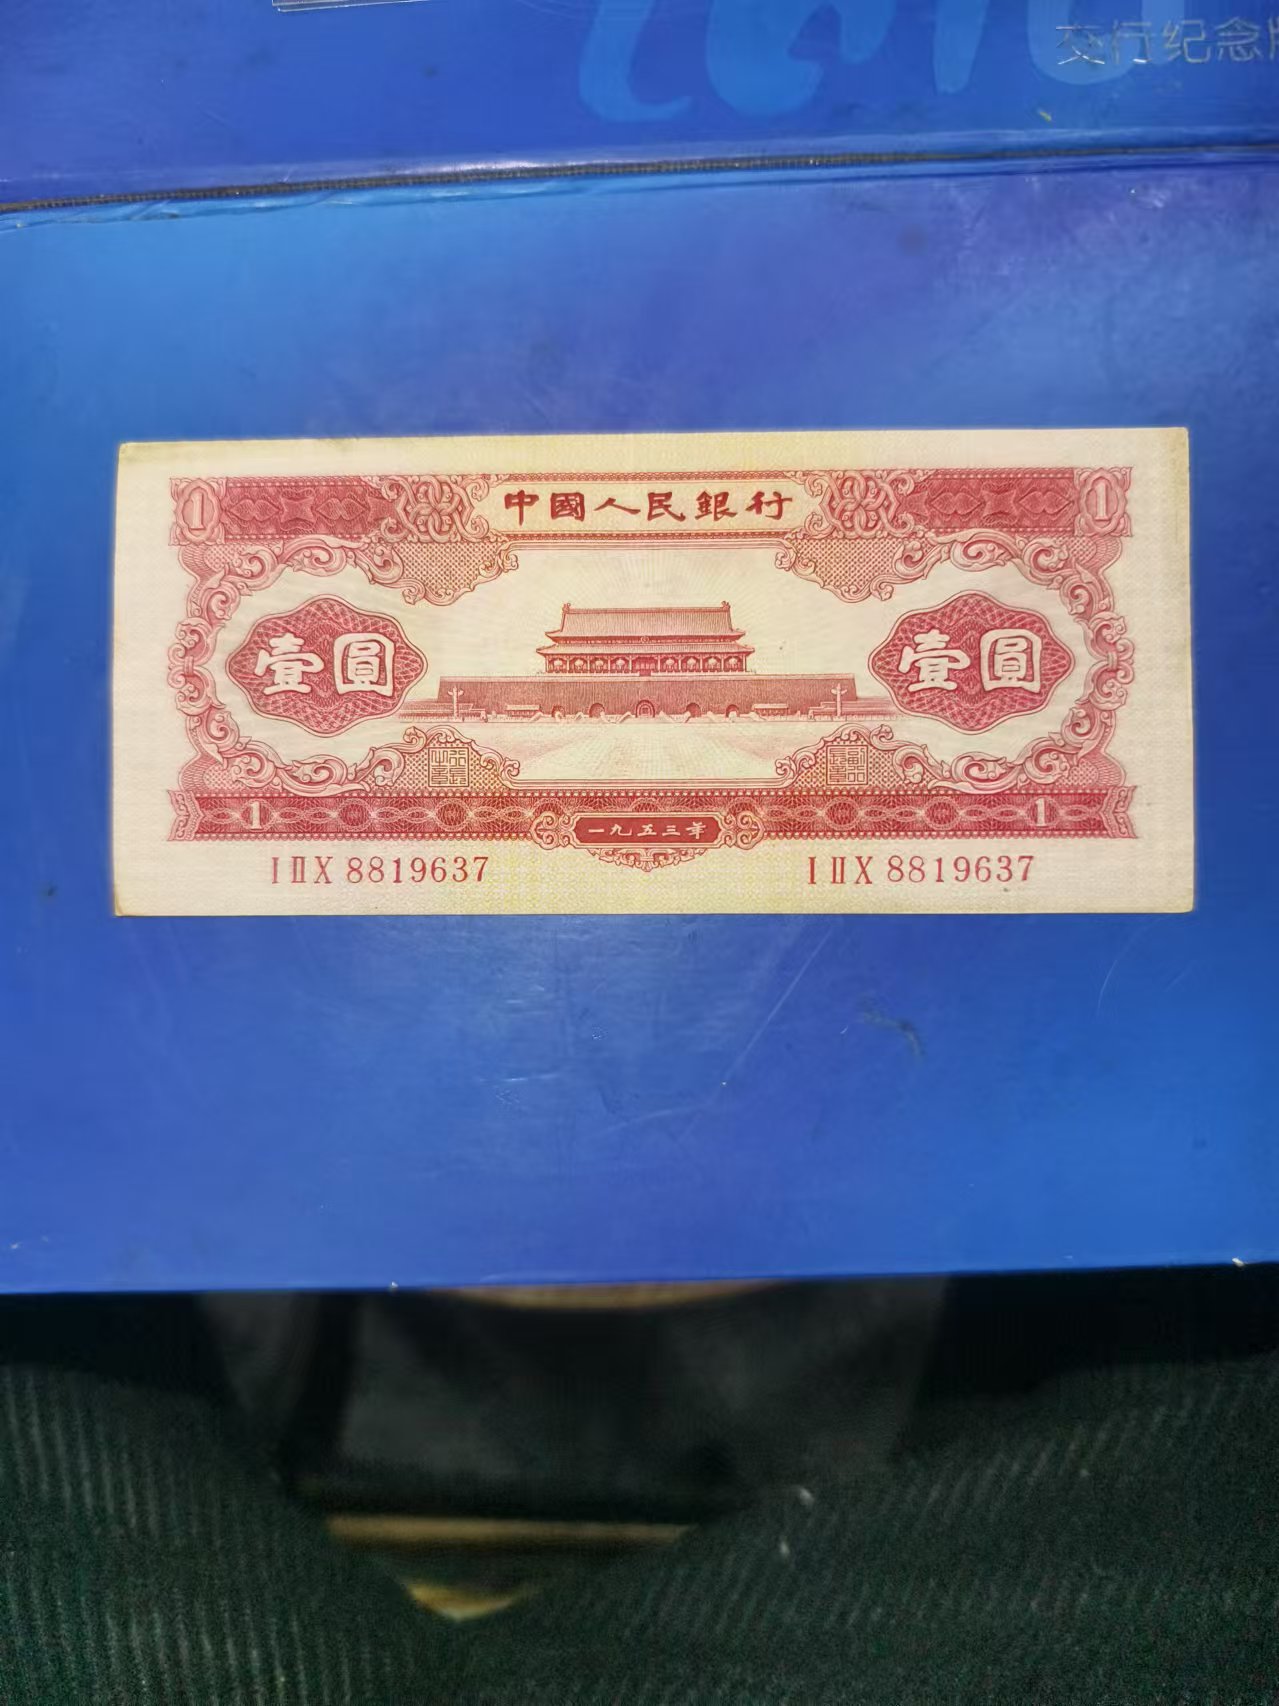 交行纪念
中國人民銀行
1 1
壹圓 壹圓
1 1
一九五三年
I II X 8819637 I II X 8819637